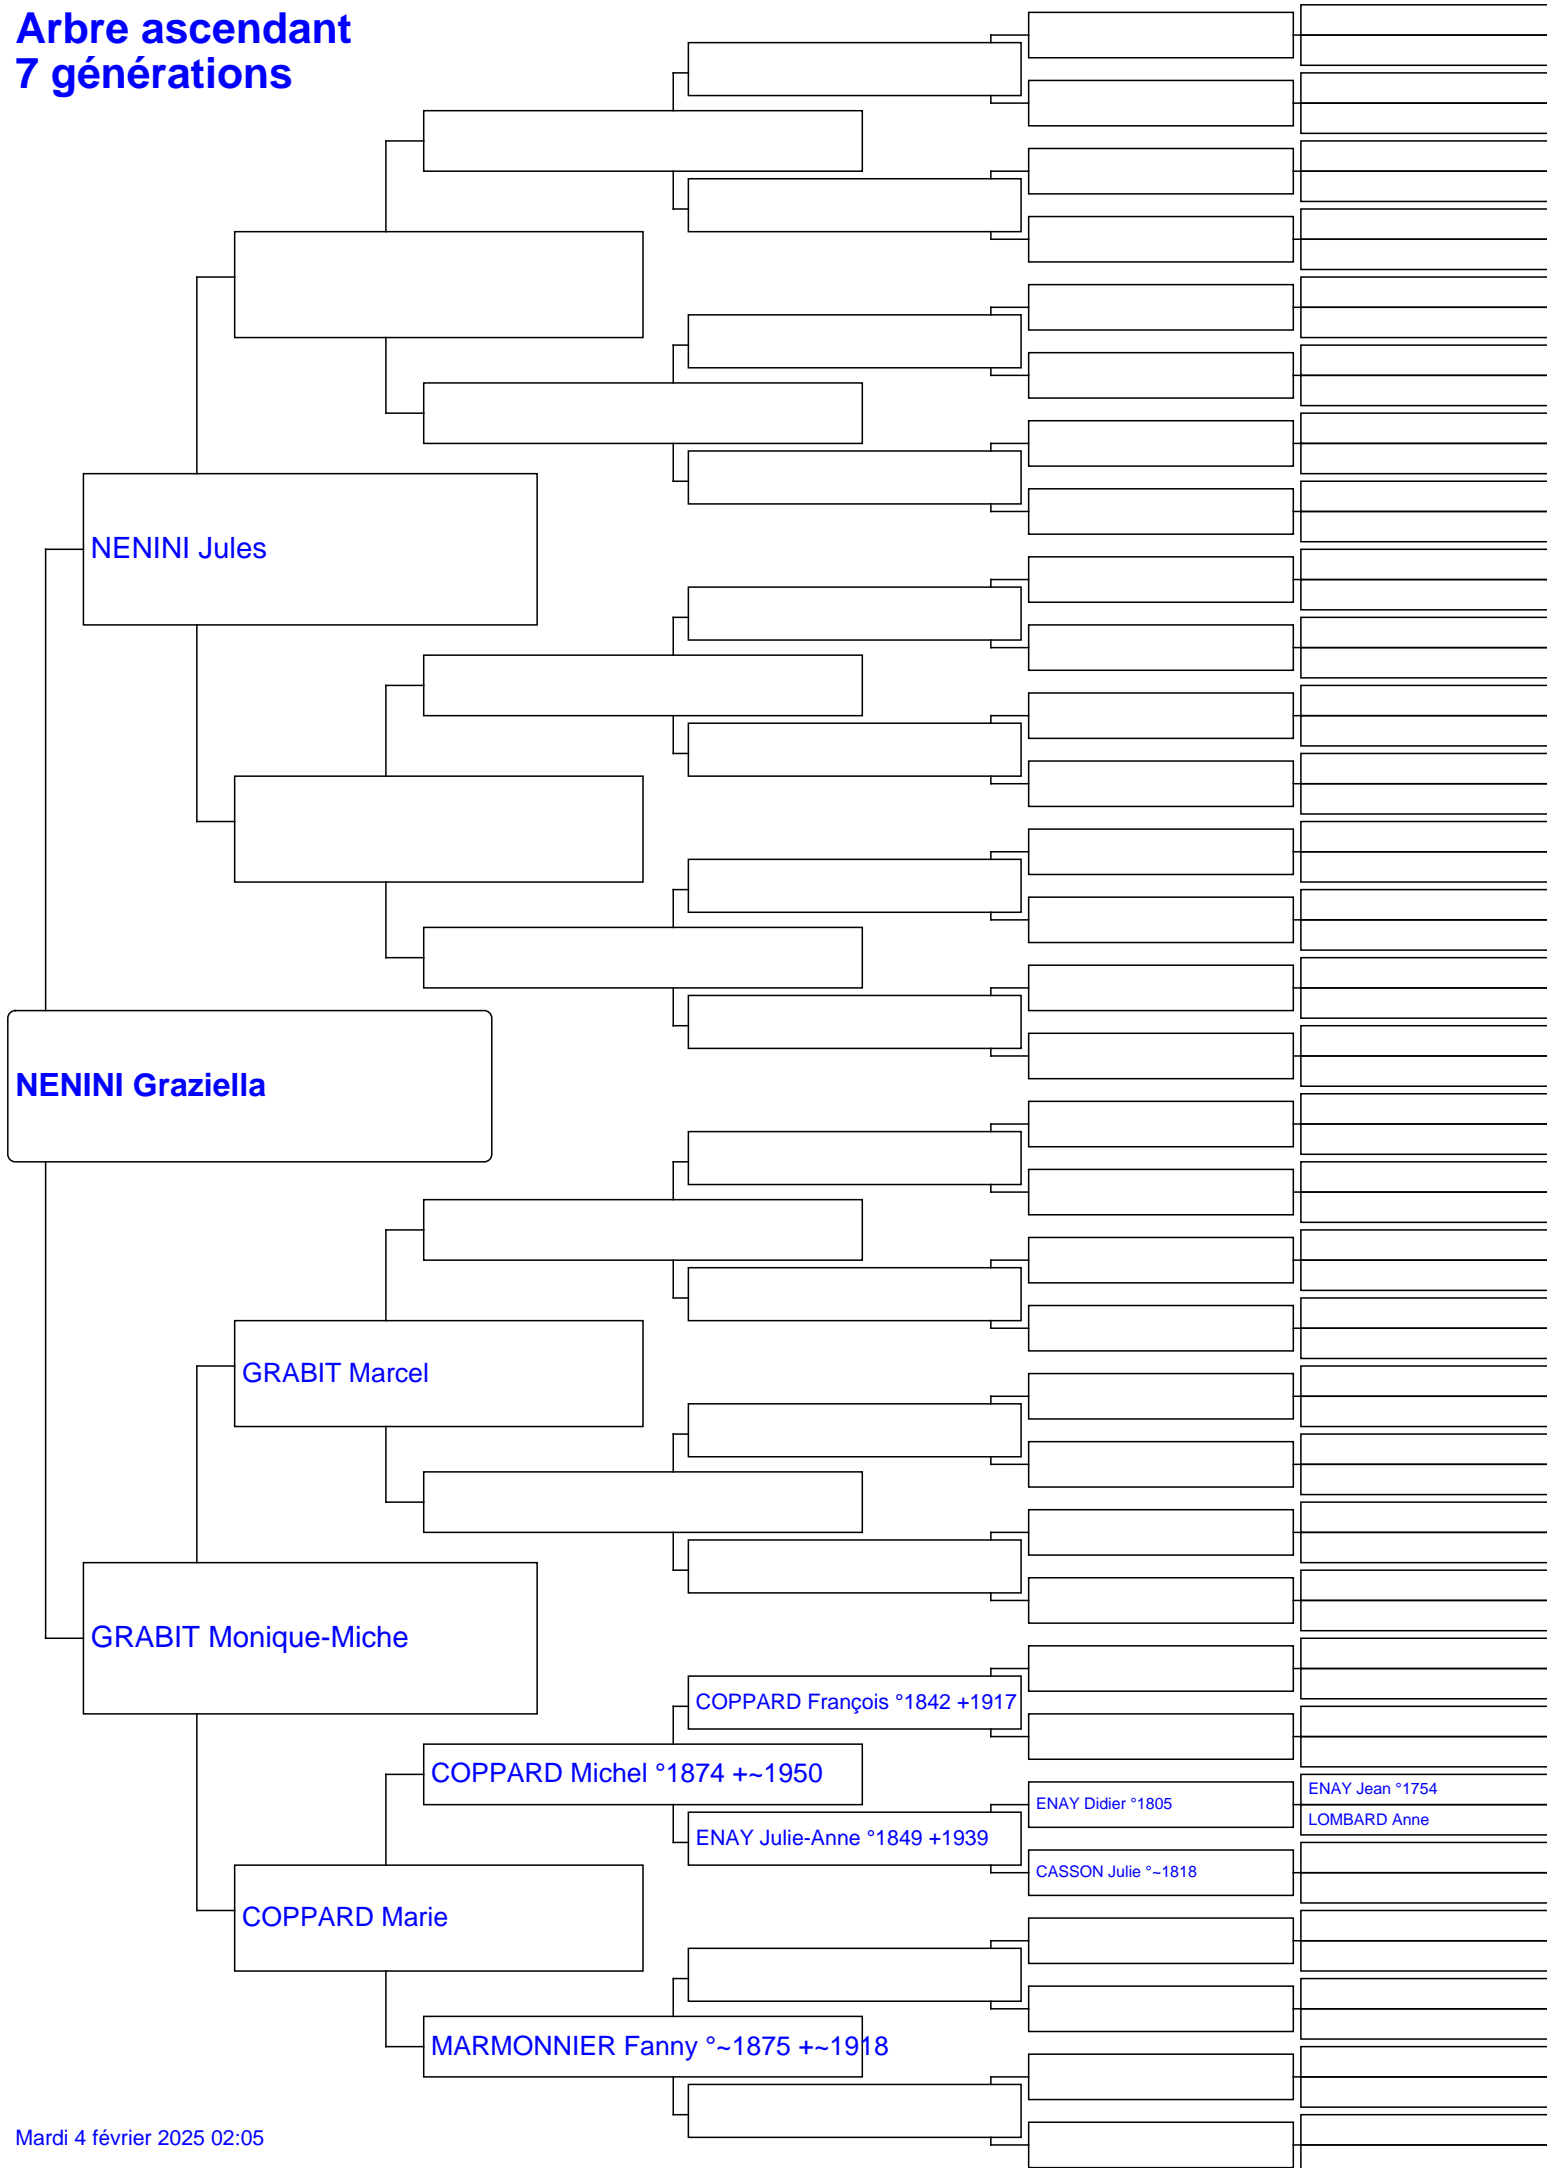 Arbre ascendant
7 générations
NENINI Jules
NENINI Graziella
GRABIT Marcel
GRABIT Monique-Miche
COPPARD François °1842 +1917
COPPARD Michel °1874 +~1950
ENAY Jean °1754
ENAY Didier °1805
LOMBARD Anne
ENAY Julie-Anne °1849 +1939
CASSON Julie °~1818
COPPARD Marie
MARMONNIER Fanny °~1875 +~1918
Mardi 4 février 2025 02:05